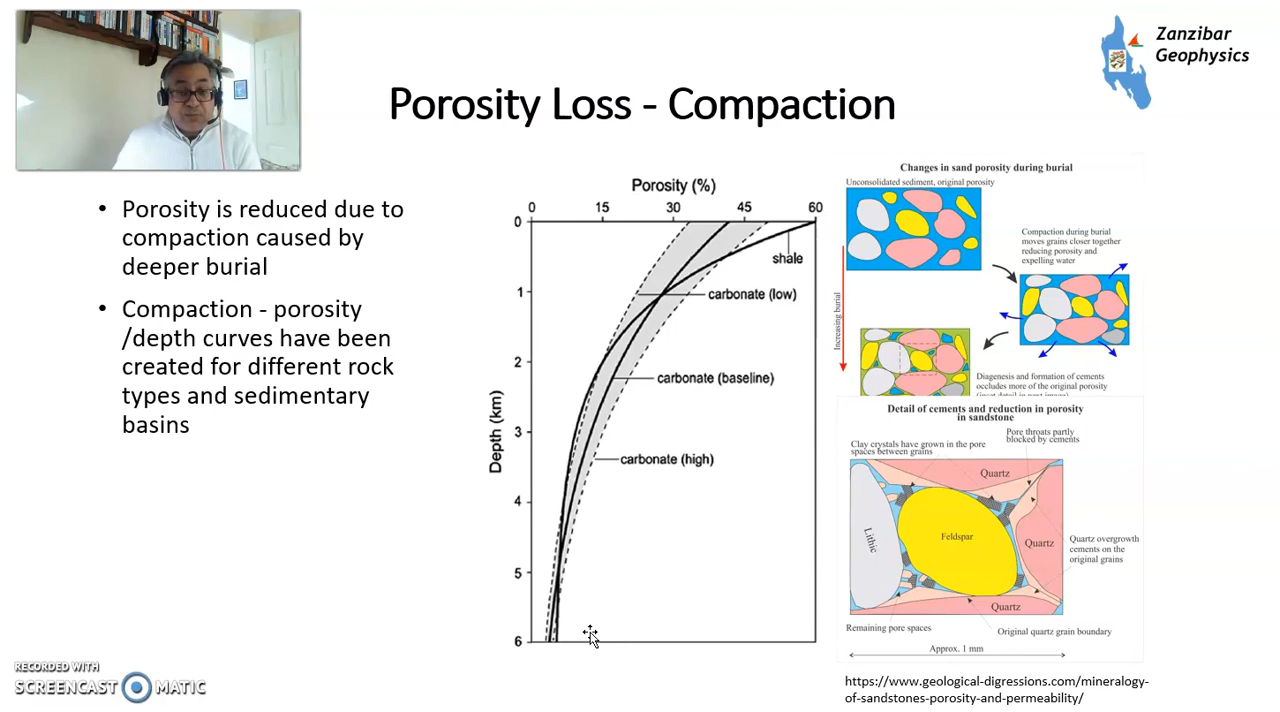 Zanzibar
Geophysics
Porosity Loss - Compaction
• Porosity is reduced due to
compaction caused by
deeper burial
• Compaction - porosity
/depth curves have been
created for different rock
types and sedimentary
basins
Porosity (%)
0 15 30 45 60
0
1
2
3
4
5
6
Depth (km)
shale
carbonate (low)
carbonate (baseline)
carbonate (high)
Changes in sand porosity during burial
Unconsolidated sediment, original porosity
Compaction during burial
moves grains closer together
reducing porosity and
expelling water
Increasing burial
Diagenesis and formation of cements
occludes more of the original porosity
Detail of cements and reduction in porosity
in sandstone
Pore throats partly
blocked by cements
Clay crystals have grown in the pore
spaces between grains
Quartz
Lithic
Feldspar
Quartz
Quartz overgrowth
cements on the
original grains
Quartz
Remaining pore spaces
Original quartz grain boundary
Approx. 1 mm
https://www.geological-digressions.com/mineralogy-
of-sandstones-porosity-and-permeability/
RECORDED WITH
SCREENCAST MATIC